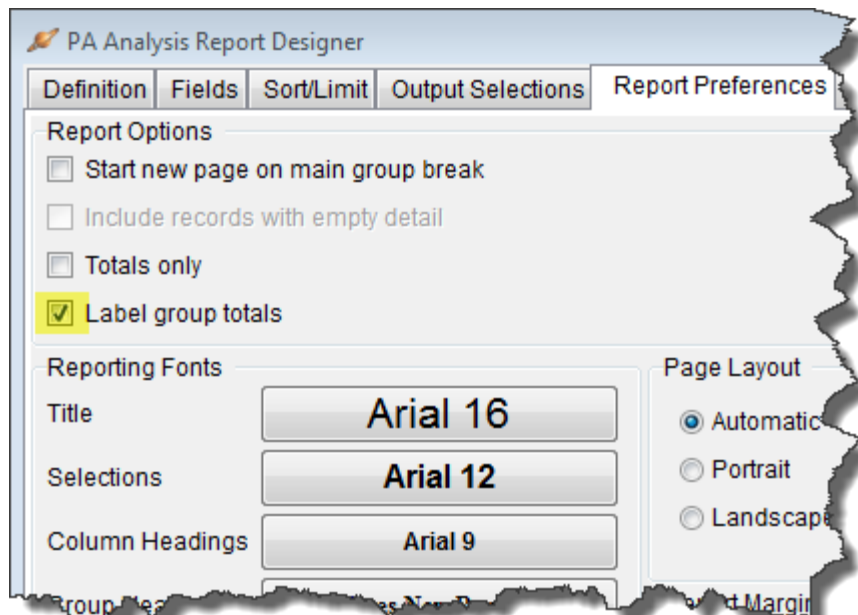 PA Analysis Report Designer
Definition Fields Sort/Limit Output Selections Report Preferences
Report Options
Start new page on main group break
Include records with empty detail
Totals only
Label group totals
Reporting Fonts
Title Arial 16
Selections Arial 12
Column Headings Arial 9
Group
Page Layout
Automatic
Portrait
Landscape
Margin